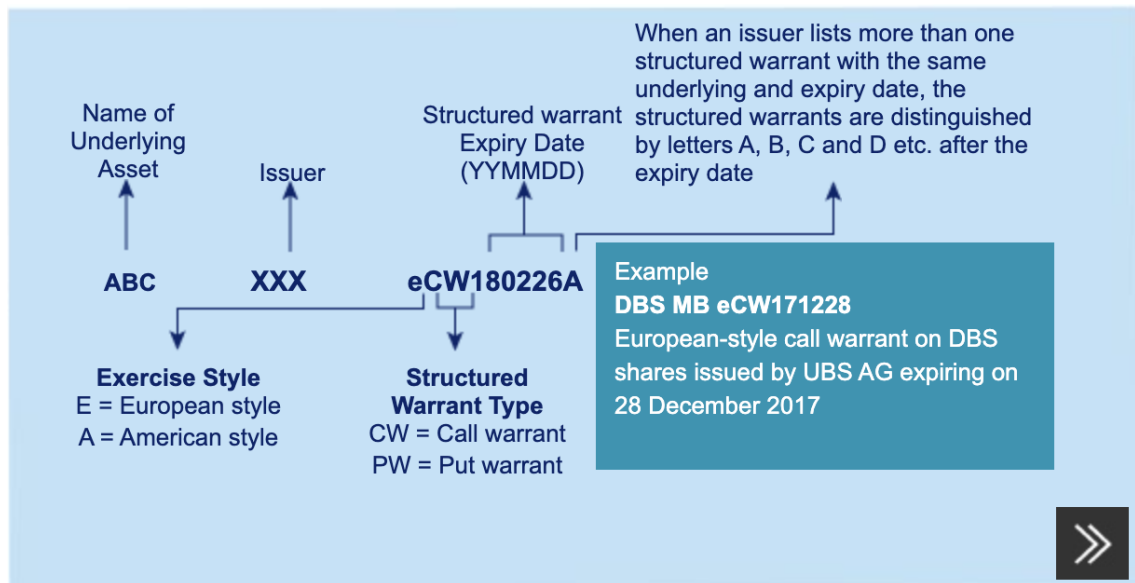 When an issuer lists more than one
structured warrant with the same
underlying and expiry date, the
structured warrants are distinguished
by letters A, B, C and D etc. after the
expiry date
Name of
Underlying
Asset
Issuer
Structured warrant
Expiry Date
(YYMMDD)
ABC
XXX
eCW180226A
Exercise Style
E = European style
A = American style
Structured
Warrant Type
CW = Call warrant
PW = Put warrant
Example
DBS MB eCW171228
European-style call warrant on DBS
shares issued by UBS AG expiring on
28 December 2017